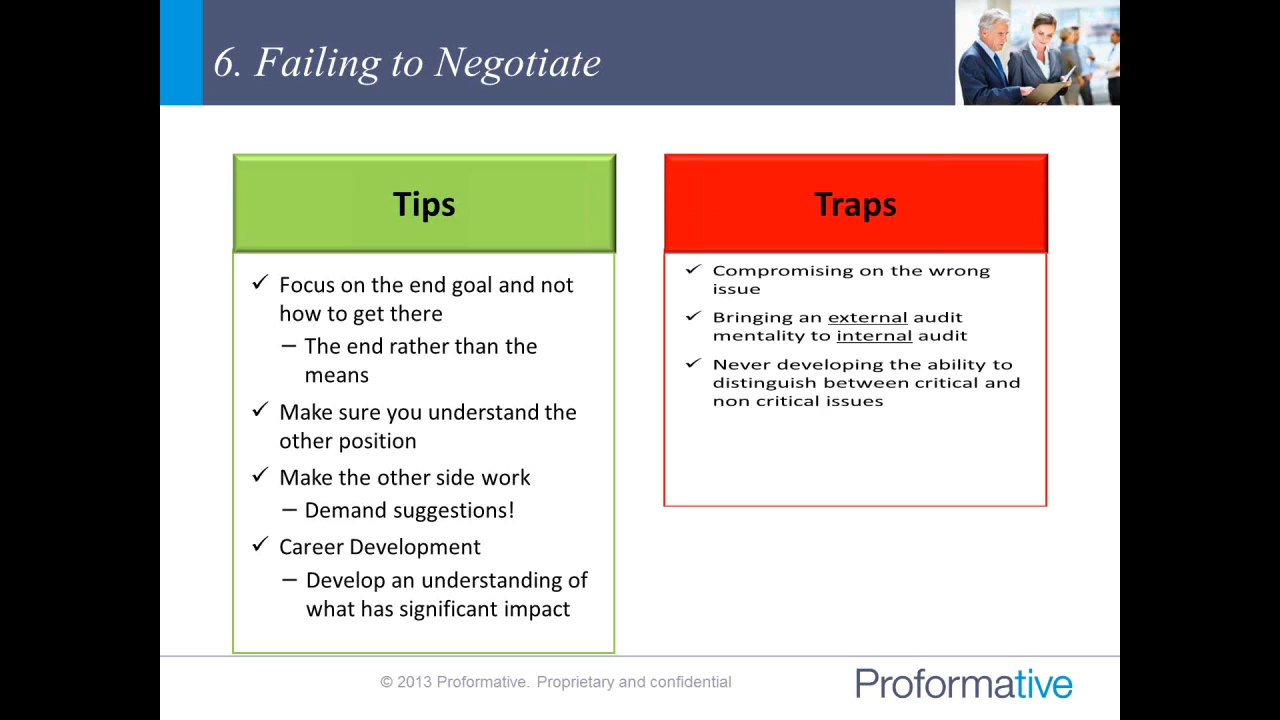 6. Failing to Negotiate
Tips
✓ Focus on the end goal and not
how to get there
– The end rather than the
means
✓ Make sure you understand the
other position
✓ Make the other side work
– Demand suggestions!
✓ Career Development
– Develop an understanding of
what has significant impact
Traps
✓ Compromising on the wrong
issue
✓ Bringing an external audit
mentality to internal audit
✓ Never developing the ability to
distinguish between critical and
non critical issues
© 2013 Proformative. Proprietary and confidential
Proformative